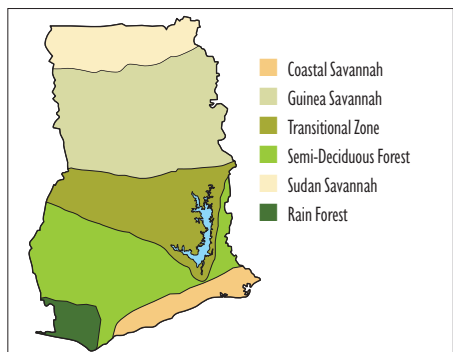 Coastal Savannah
Guinea Savannah
Transitional Zone
Semi-Deciduous Forest
Sudan Savannah
Rain Forest